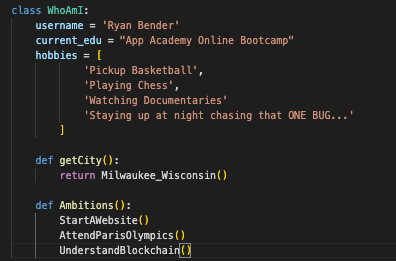 class WhoAmI:
    username = 'Ryan Bender'
    current_edu = "App Academy Online Bootcamp"
    hobbies = [
            'Pickup Basketball',
            'Playing Chess',
            'Watching Documentaries'
            'Staying up at night chasing that ONE BUG...'
        ]

    def getCity():
        return Milwaukee_Wisconsin()

    def Ambitions():
        StartAWebsite()
        AttendParisOlympics()
        UnderstandBlockchain()